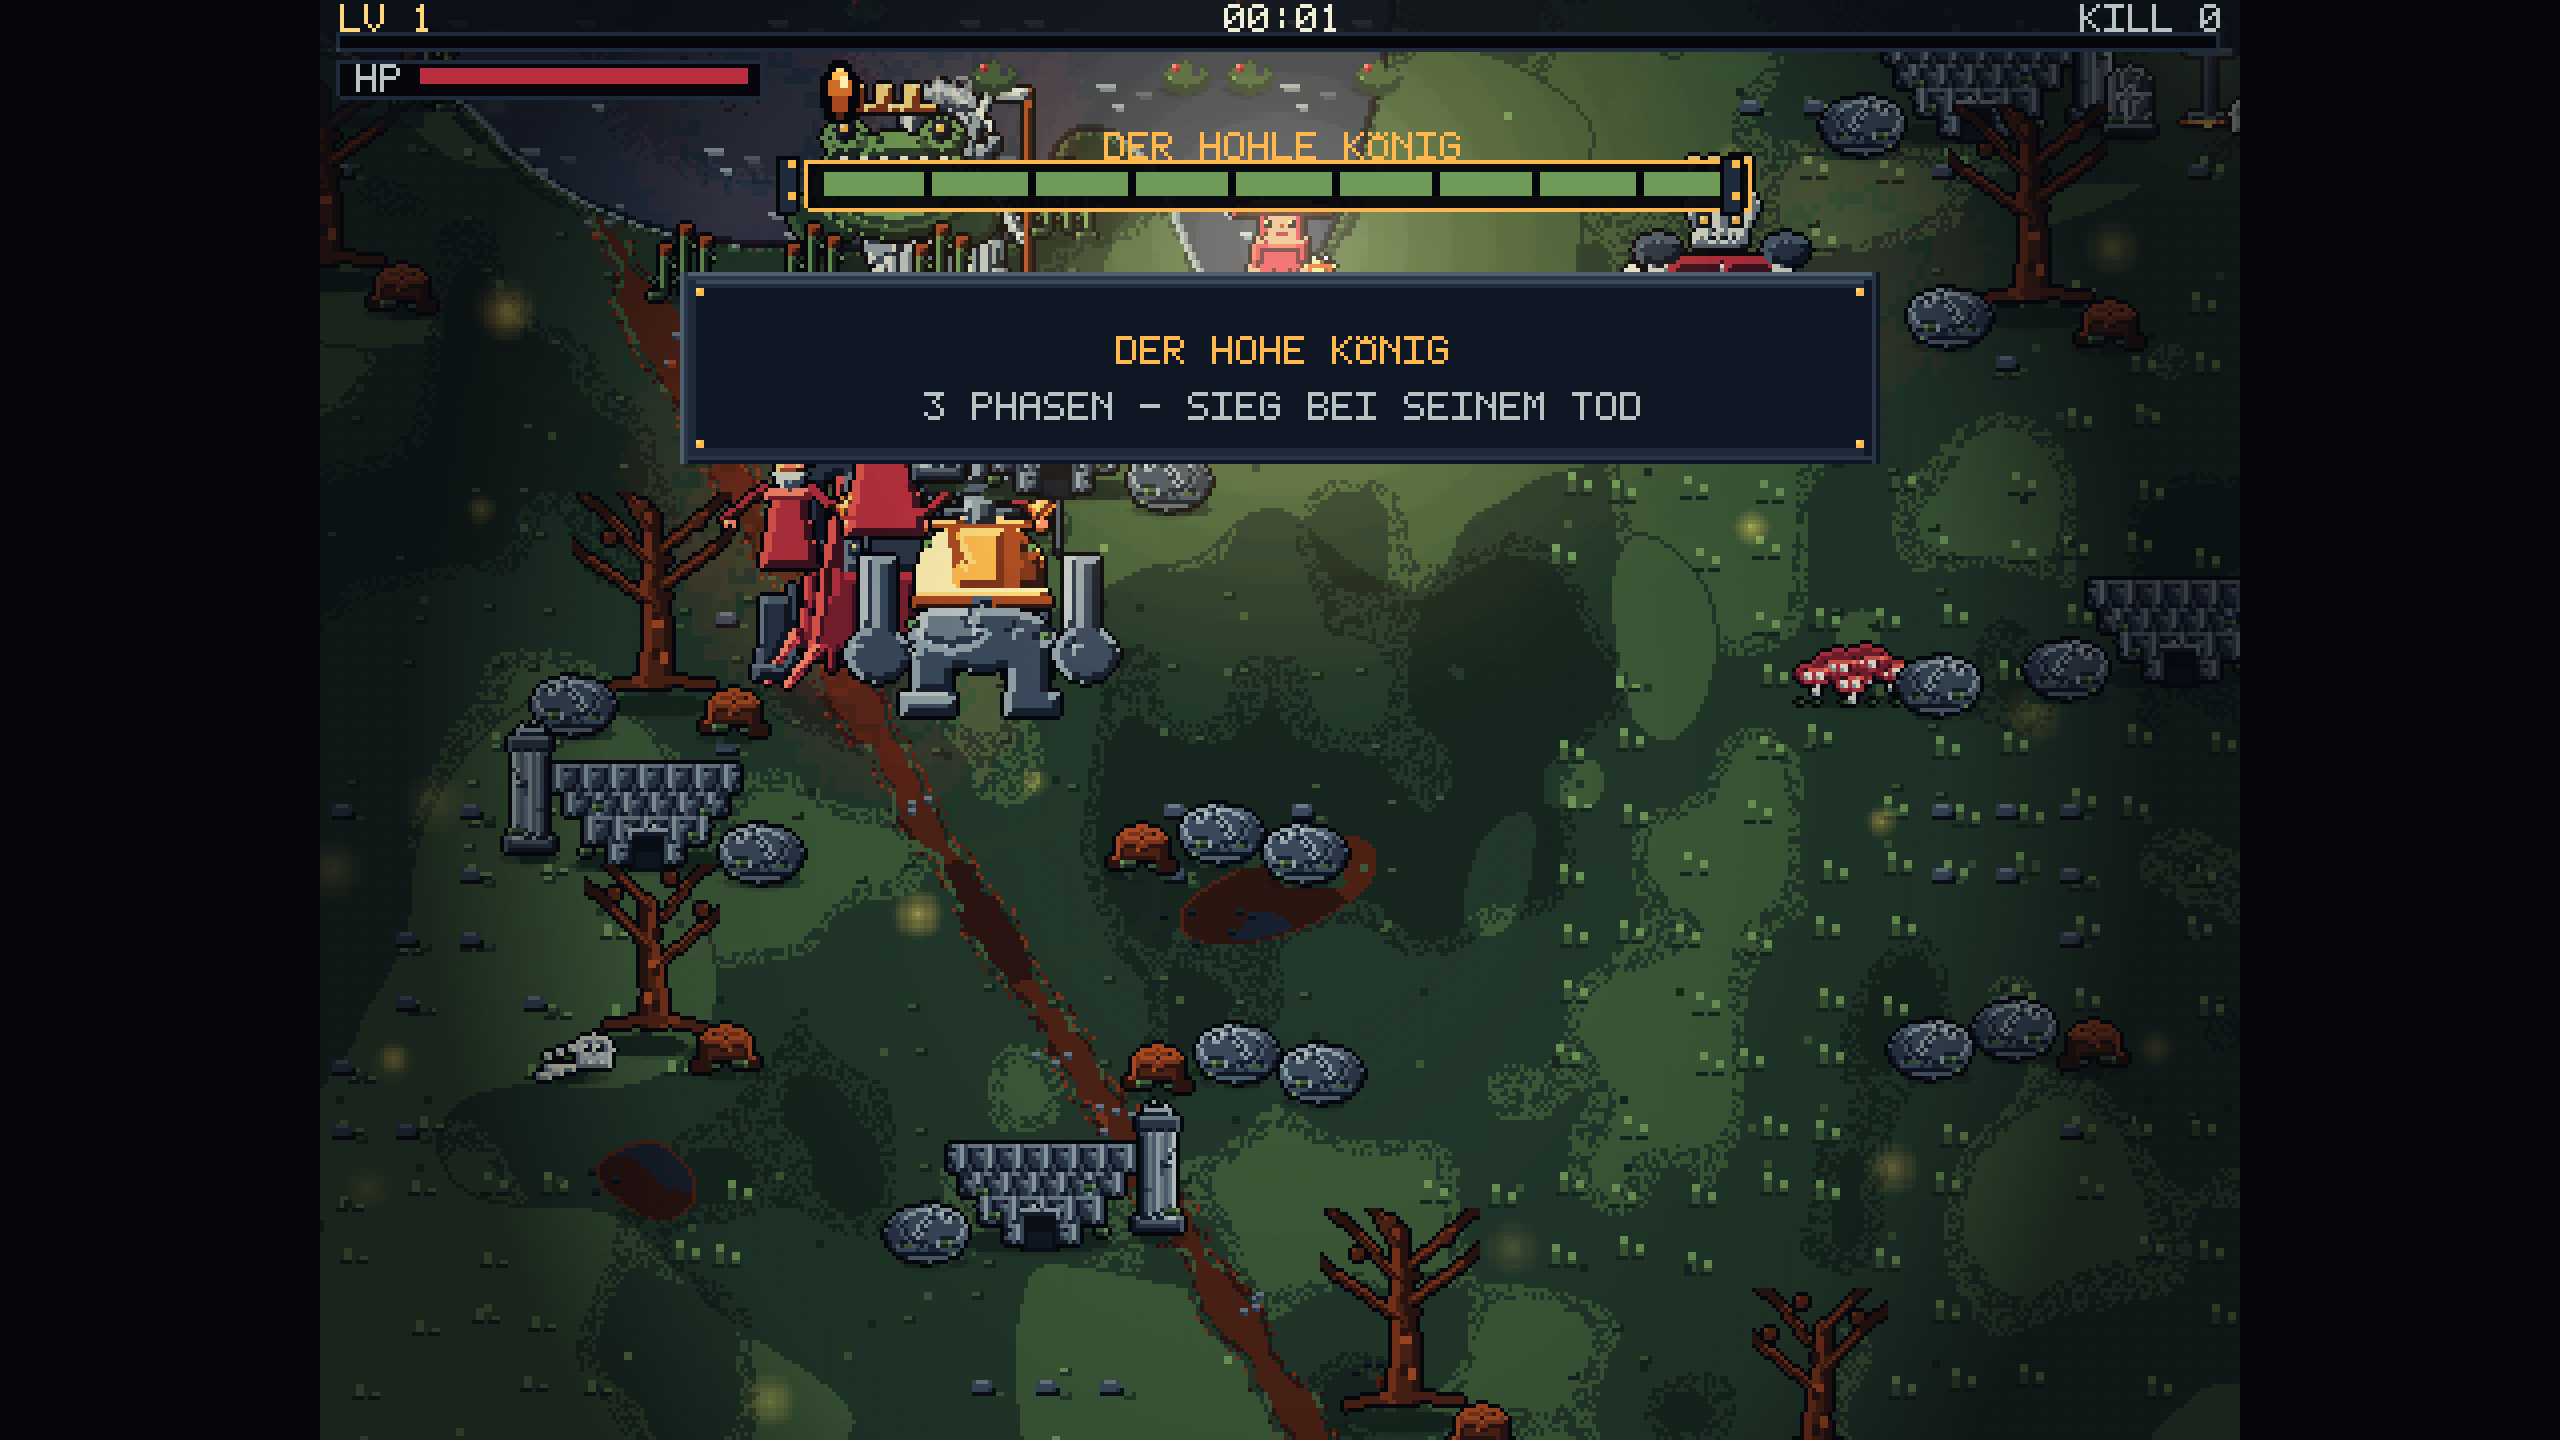 LV 1
00:01
KILL 0
HP
DER HOHLE KÖNIG
DER HOHE KÖNIG
3 PHASEN – SIEG BEI SEINEM TOD